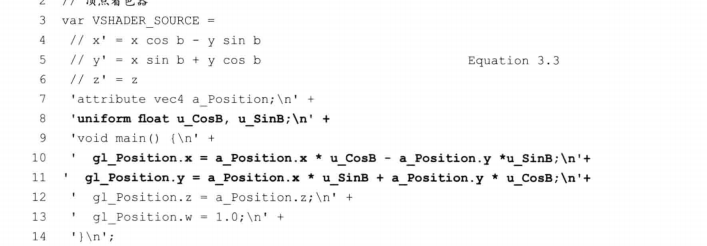 2 // 顶点着色器
3 var VSHADER_SOURCE =
4 // x' = x cos b - y sin b
5 // y' = x sin b + y cos b Equation 3.3
6 // z' = z
7 'attribute vec4 a_Position;\n' +
8 'uniform float u_CosB, u_SinB;\n' +
9 'void main() {\n' +
10 ' gl_Position.x = a_Position.x * u_CosB - a_Position.y *u_SinB;\n'+
11 ' gl_Position.y = a_Position.x * u_SinB + a_Position.y * u_CosB;\n'+
12 ' gl_Position.z = a_Position.z;\n' +
13 ' gl_Position.w = 1.0;\n' +
14 '}\n';